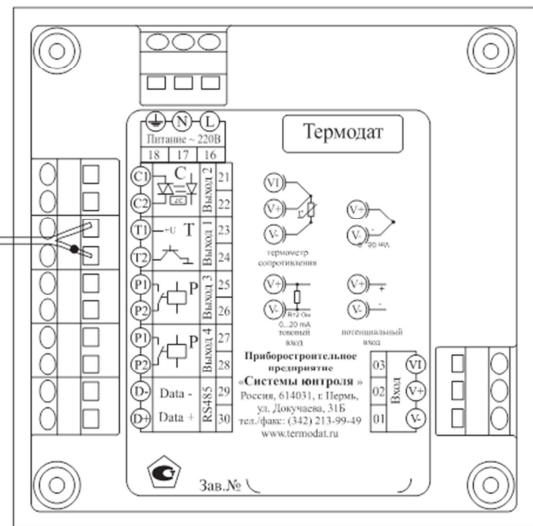 Термодат
N L
Питание ~ 220В
18 17 16
C1 C Выход 2 21
C2 22
T1 +U T Выход 1 23
T2 24
P1 P Выход 3 25
P2 26
P1 P Выход 4 27
P2 28
D- Data - RS485 29
D+ Data + 30
VI
V+
V-
термометр
сопротивления
V+
V-
V+
V-
0...20 mA
токовый
вход
V+
V-
потенциальный
вход
Приборостроительное
предприятие
«Системы контроля »
Россия, 614031, г. Пермь,
ул. Докучаева, 31Б
тел./факс: (342) 213-99-49
www.termodat.ru
03 Вход VI
02 V+
01 V-
Зав.№